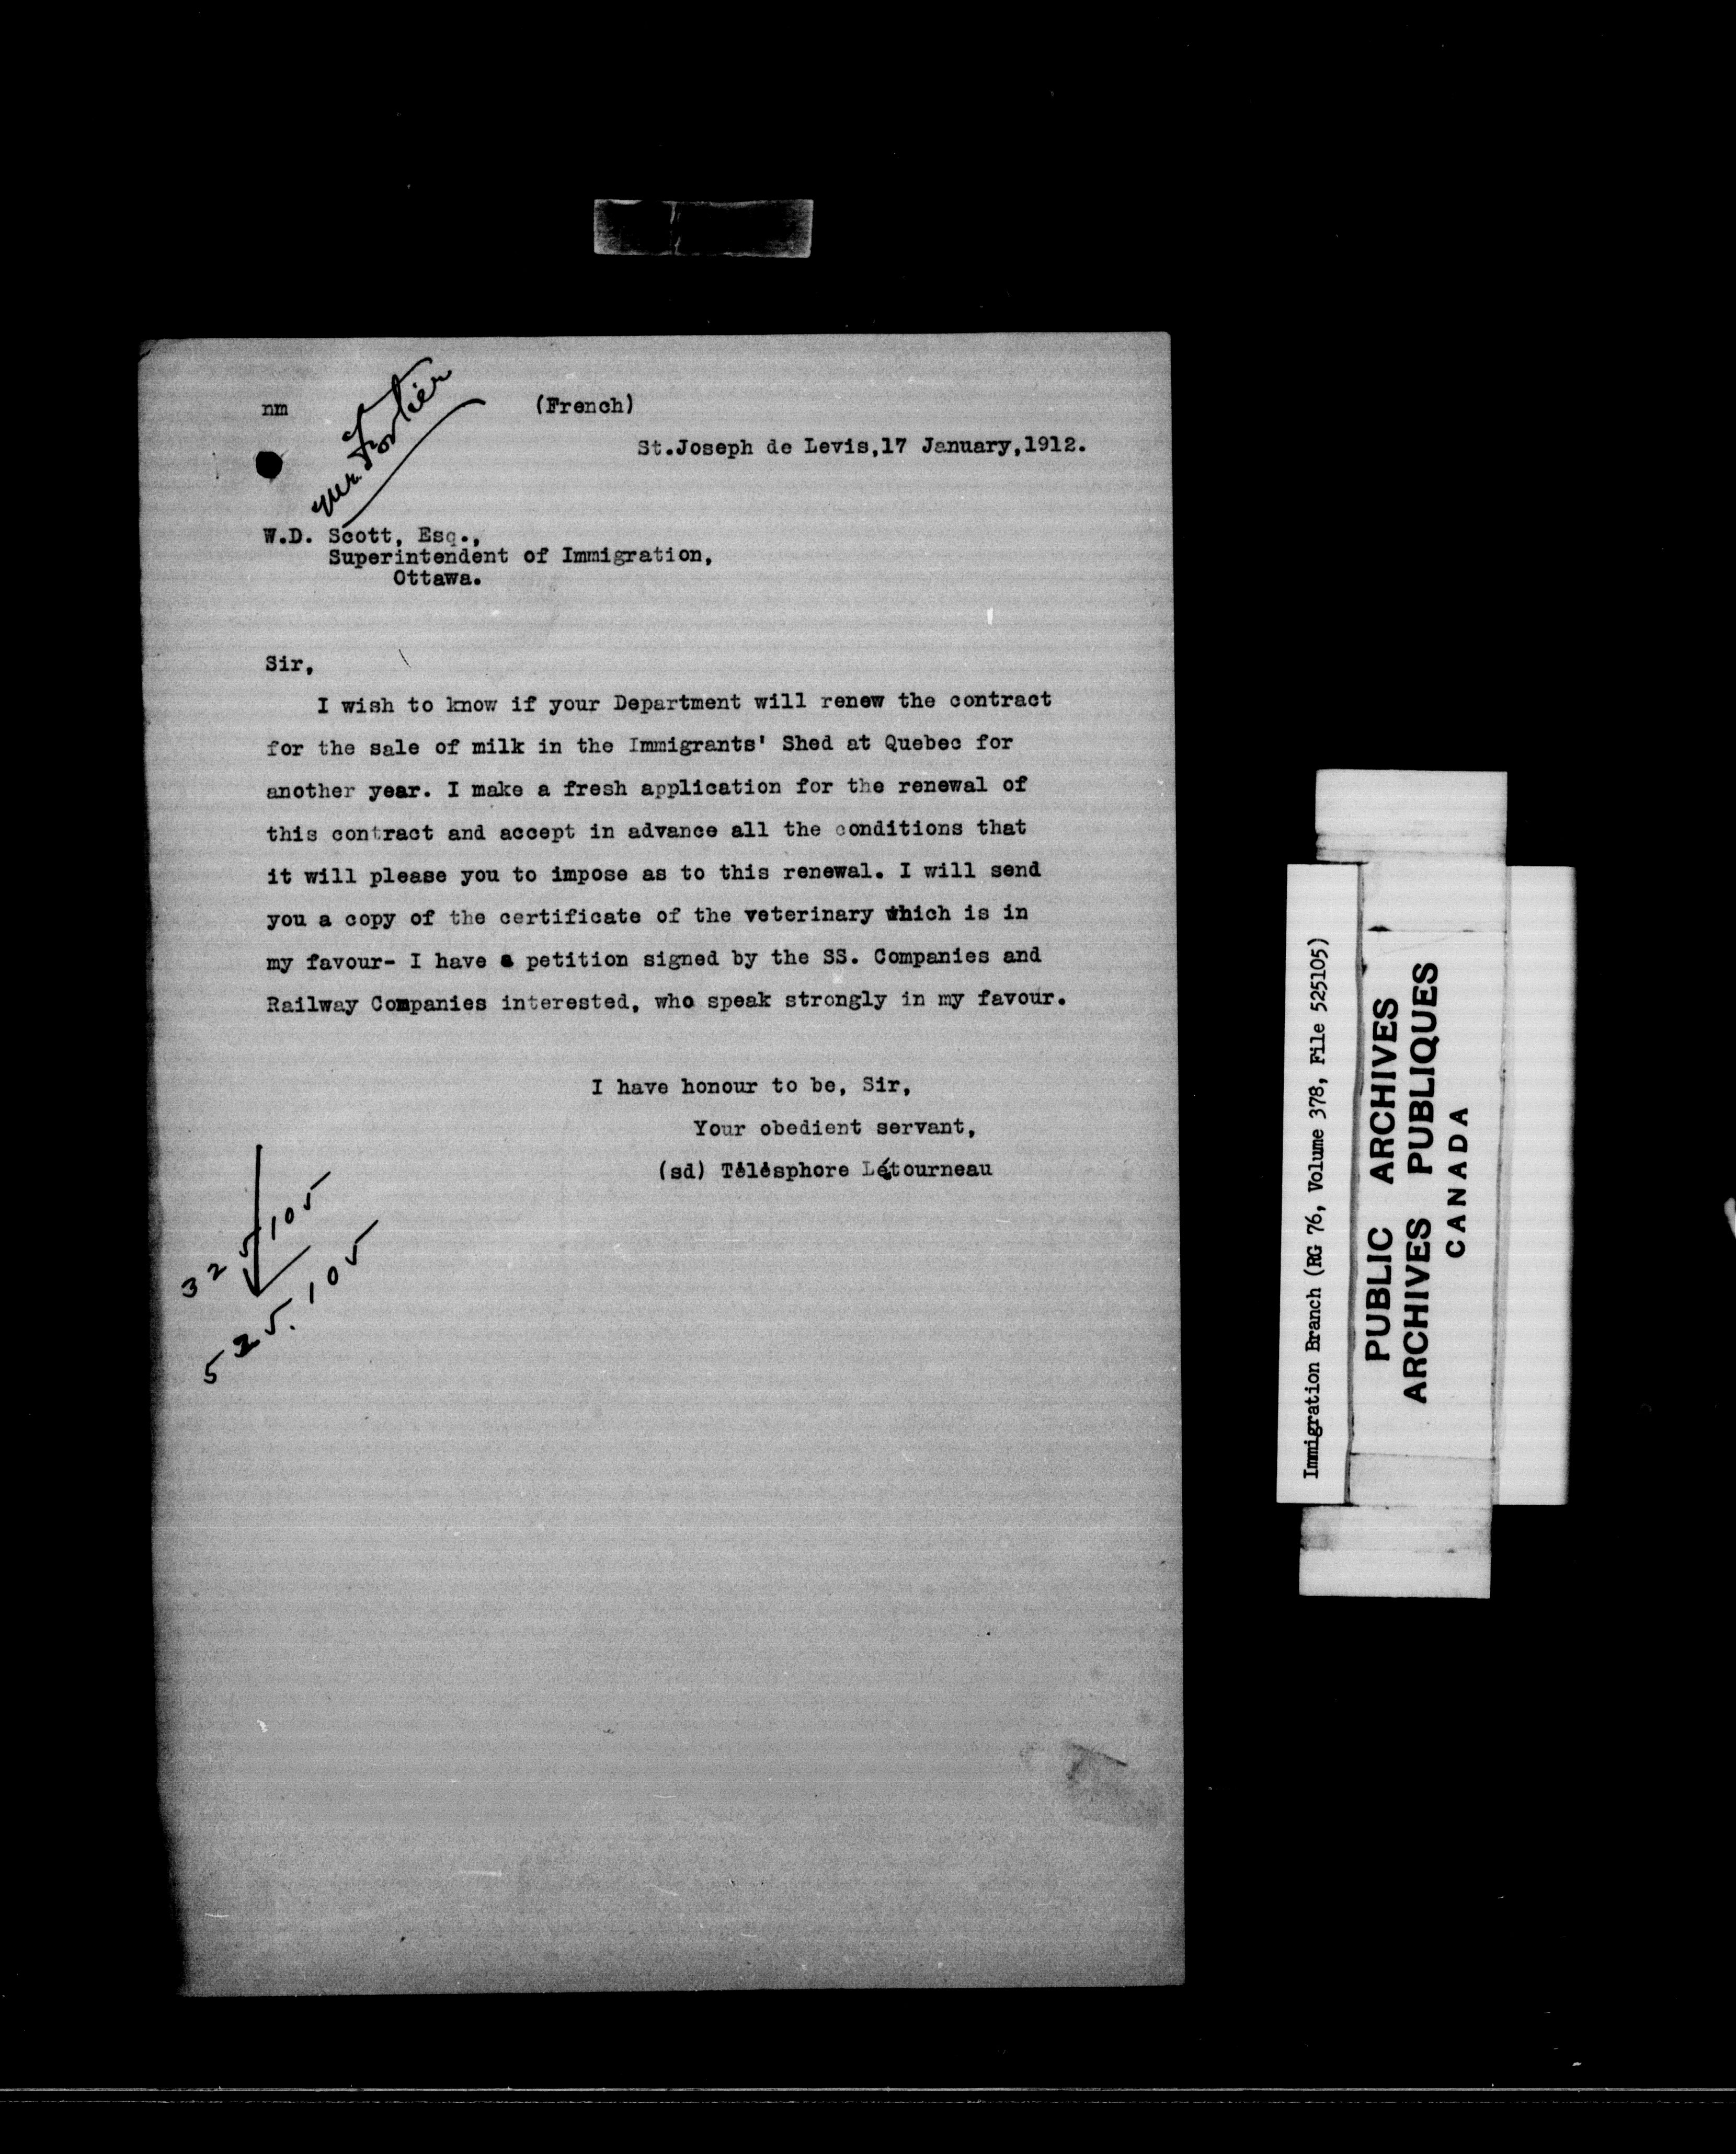 nm
(French)
Mr. Fortier
St.Joseph de Levis,17 January,1912.
W.D. Scott, Esq.,
Superintendent of Immigration,
Ottawa.
Sir,
I wish to know if your Department will renew the contract
for the sale of milk in the Immigrants' Shed at Quebec for
another year. I make a fresh application for the renewal of
this contract and accept in advance all the conditions that
it will please you to impose as to this renewal. I will send
you a copy of the certificate of the veterinary which is in
my favour- I have a petition signed by the SS. Companies and
Railway Companies interested, who speak strongly in my favour.
I have honour to be, Sir,
Your obedient servant,
(sd) Télésphore Létourneau
325105
525.105
Immigration Branch (RG 76, Volume 378, File 525105)
PUBLIC ARCHIVES
ARCHIVES PUBLIQUES
CANADA